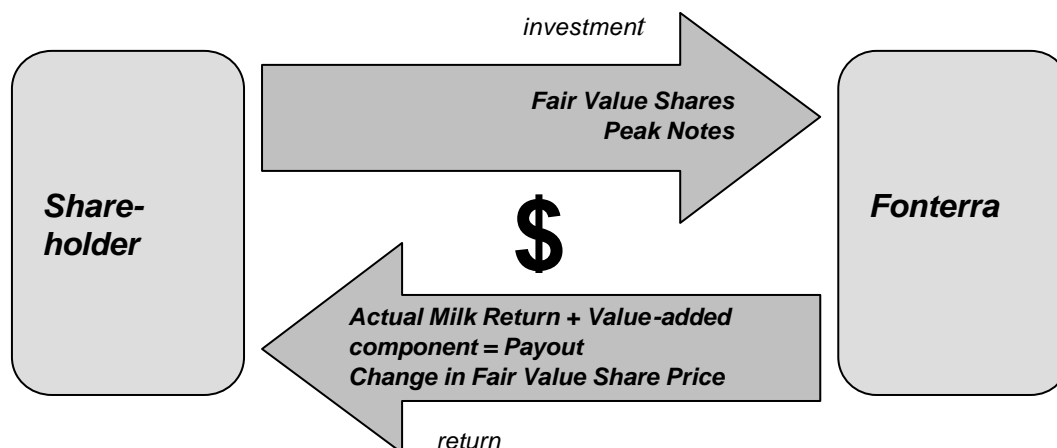 investment
Fair Value Shares
Peak Notes
Share-
holder
$
Fonterra
Actual Milk Return + Value-added
component = Payout
Change in Fair Value Share Price
return